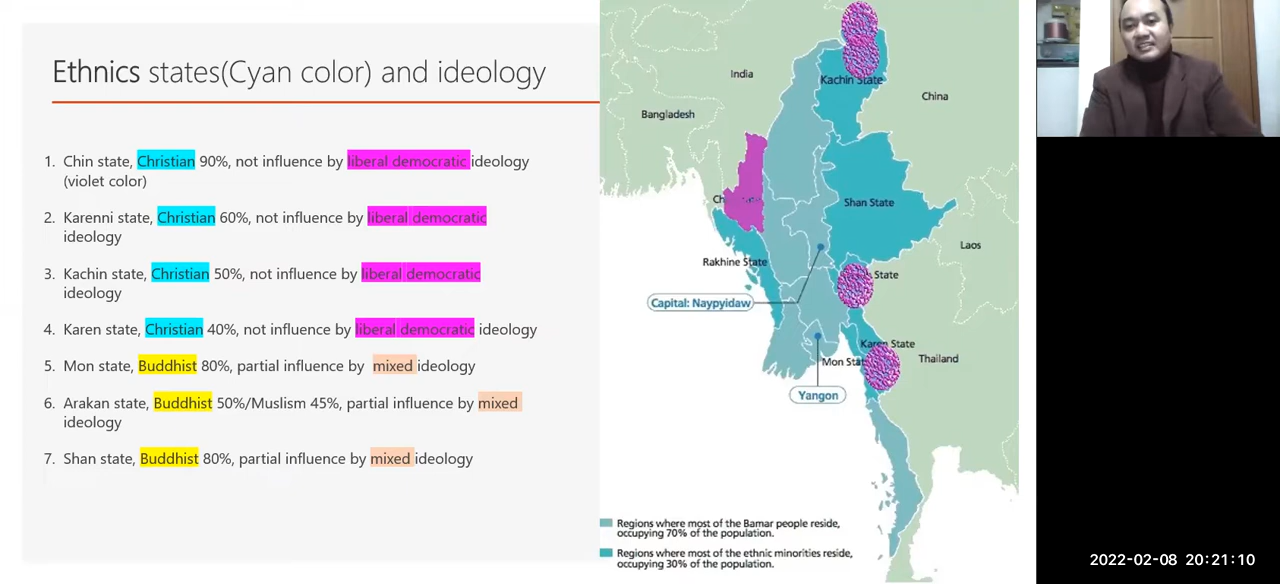 Ethnics states(Cyan color) and ideology
1. Chin state, Christian 90%, not influence by liberal democratic ideology
(violet color)
2. Karenni state, Christian 60%, not influence by liberal democratic
ideology
3. Kachin state, Christian 50%, not influence by liberal democratic
ideology
4. Karen state, Christian 40%, not influence by liberal democratic ideology
5. Mon state, Buddhist 80%, partial influence by mixed ideology
6. Arakan state, Buddhist 50%/Muslism 45%, partial influence by mixed
ideology
7. Shan state, Buddhist 80%, partial influence by mixed ideology
India
Kachin State
China
Bangladesh
Shan State
Laos
Rakhine State
State
Capital: Naypyidaw
Karen State
Thailand
Mon
Yangon
Regions where most of the Bamar people reside,
occupying 70% of the population.
Regions where most of the ethnic minorities reside,
occupying 30% of the population.
2022-02-08 20:21:10